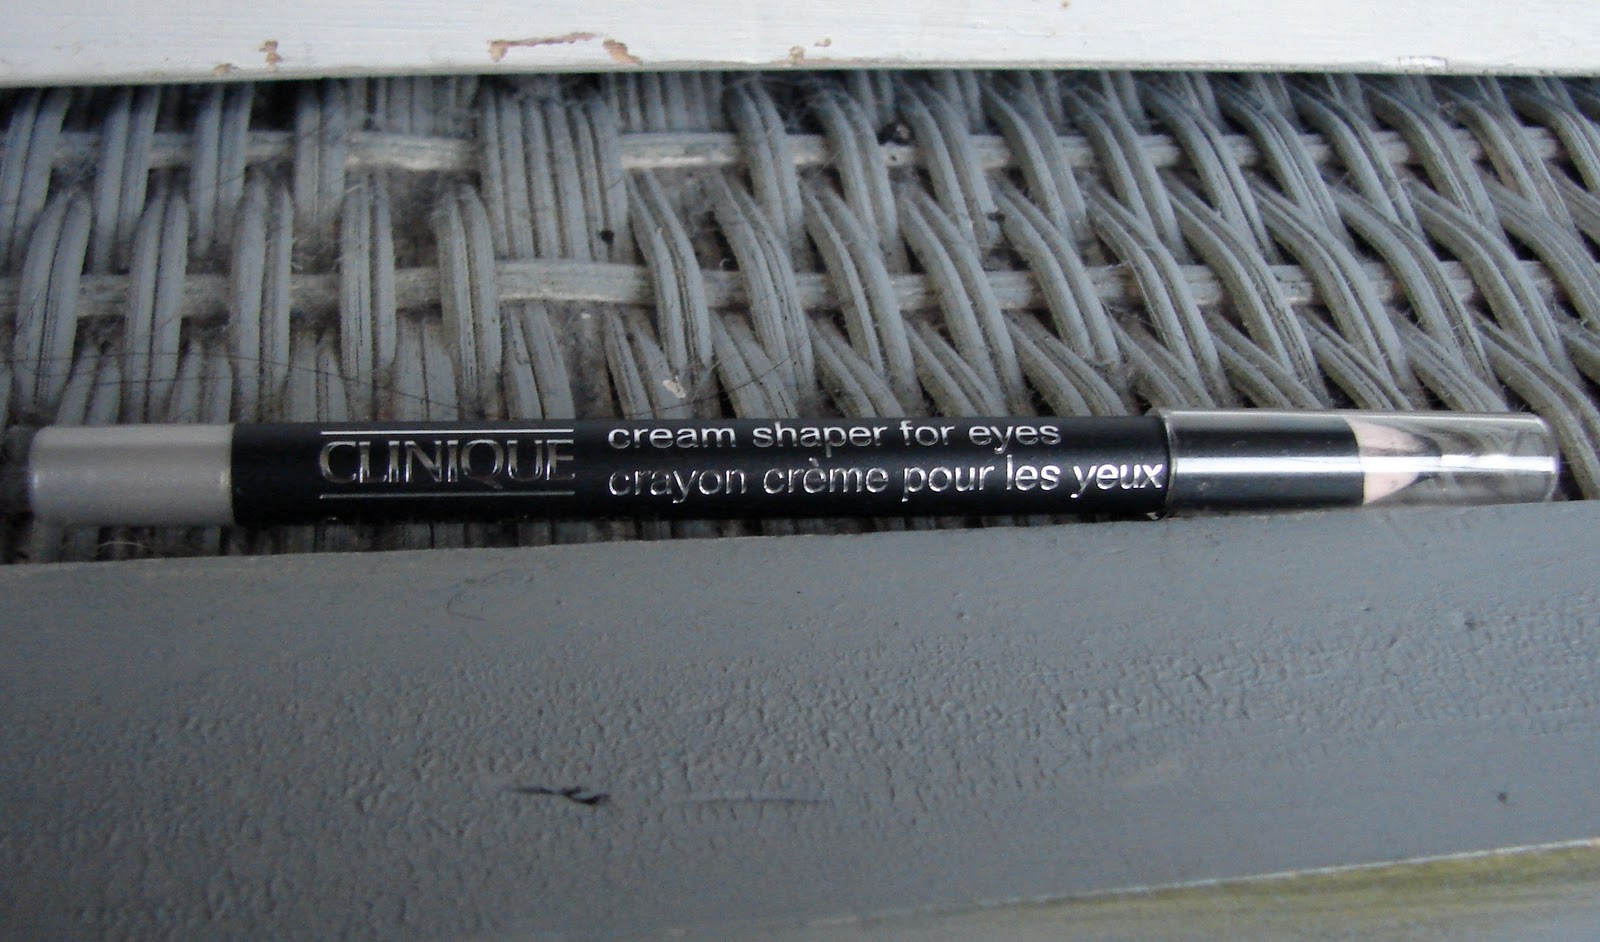 CLINIQUE
cream shaper for eyes
crayon crème pour les yeux